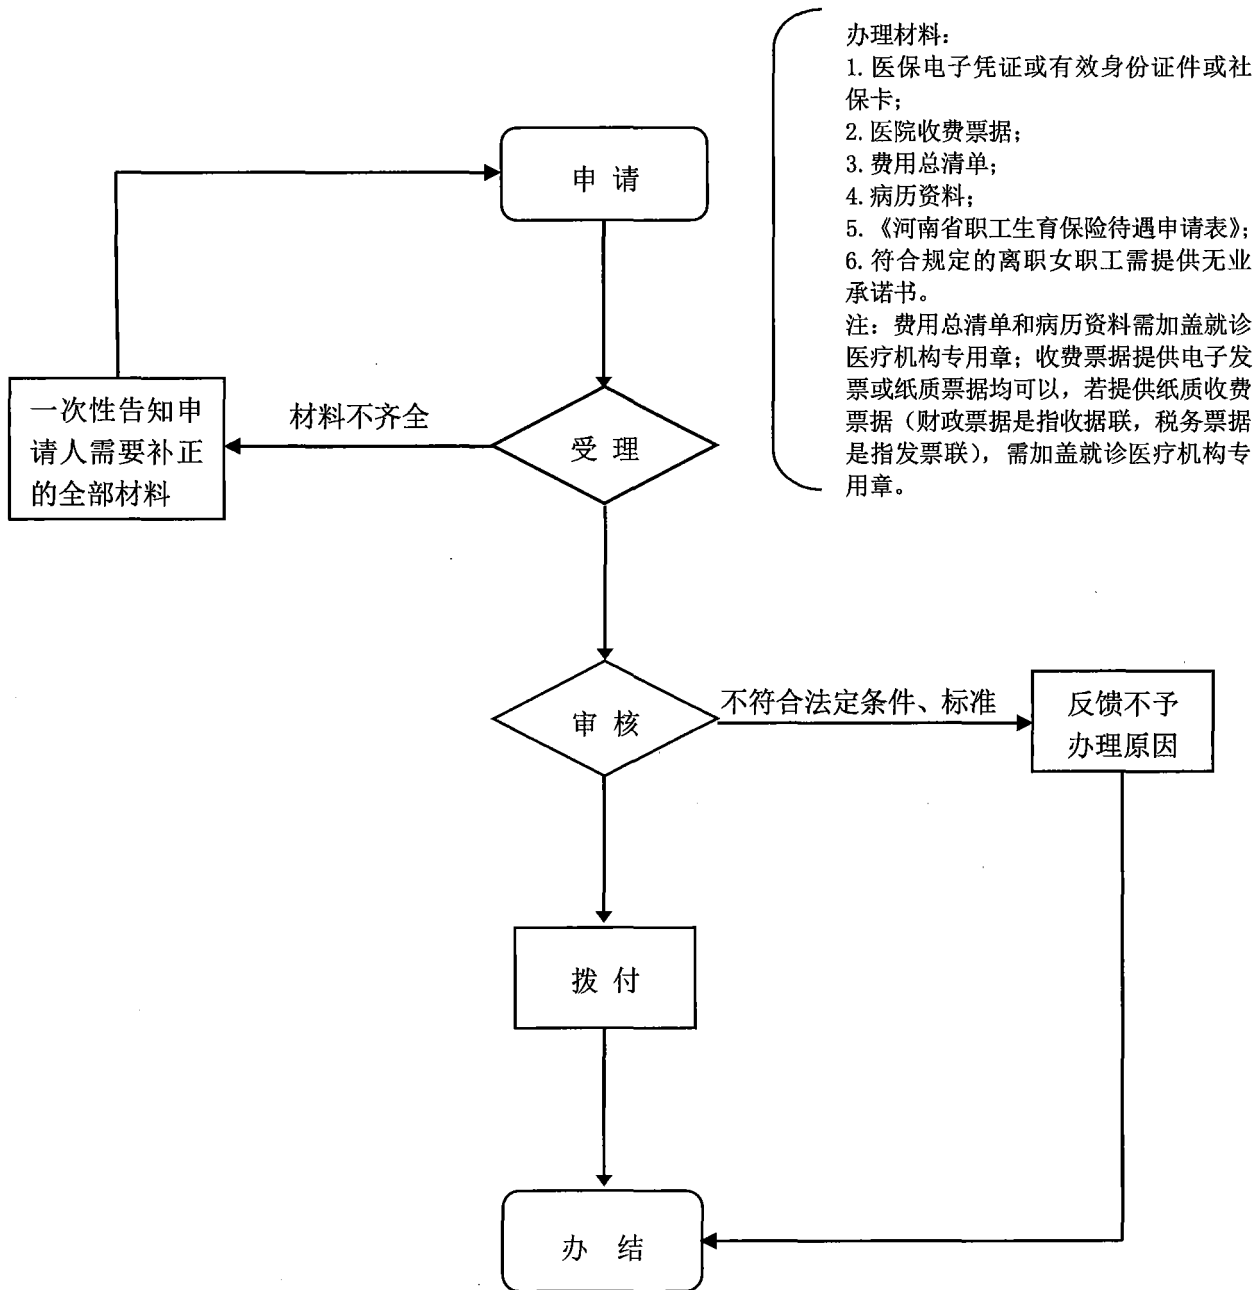 办理材料：
1.医保电子凭证或有效身份证件或社
保卡；
2.医院收费票据；
3.费用总清单；
4.病历资料；
5.《河南省职工生育保险待遇申请表》；
6.符合规定的离职女职工需提供无业
承诺书。
注：费用总清单和病历资料需加盖就诊
医疗机构专用章；收费票据提供电子发
票或纸质票据均可以，若提供纸质收费
票据（财政票据是指收据联，税务票据
是指发票联），需加盖就诊医疗机构专
用章。
申请
材料不齐全
受理
一次性告知申
请人需要补正
的全部材料
审核
不符合法定条件、标准
反馈不予
办理原因
拨付
办结